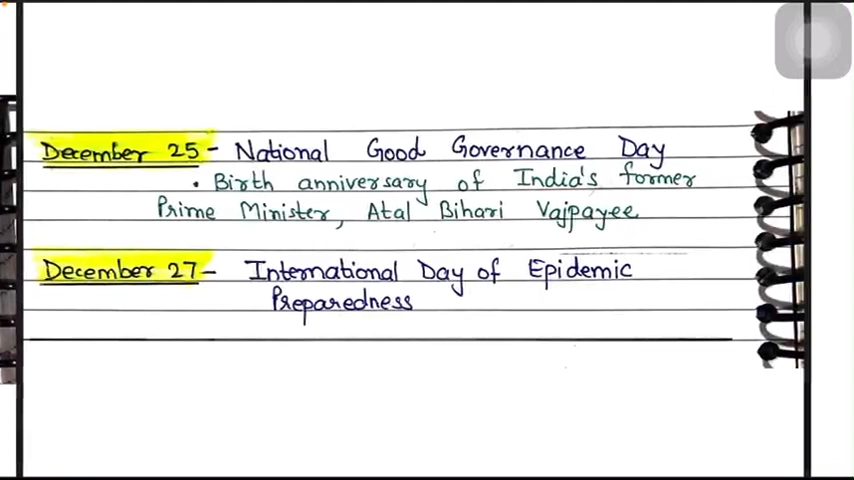 December 25 - National Good Governance Day
• Birth anniversary of India's former
Prime Minister, Atal Bihari Vajpayee
December 27 - International Day of Epidemic
Preparedness